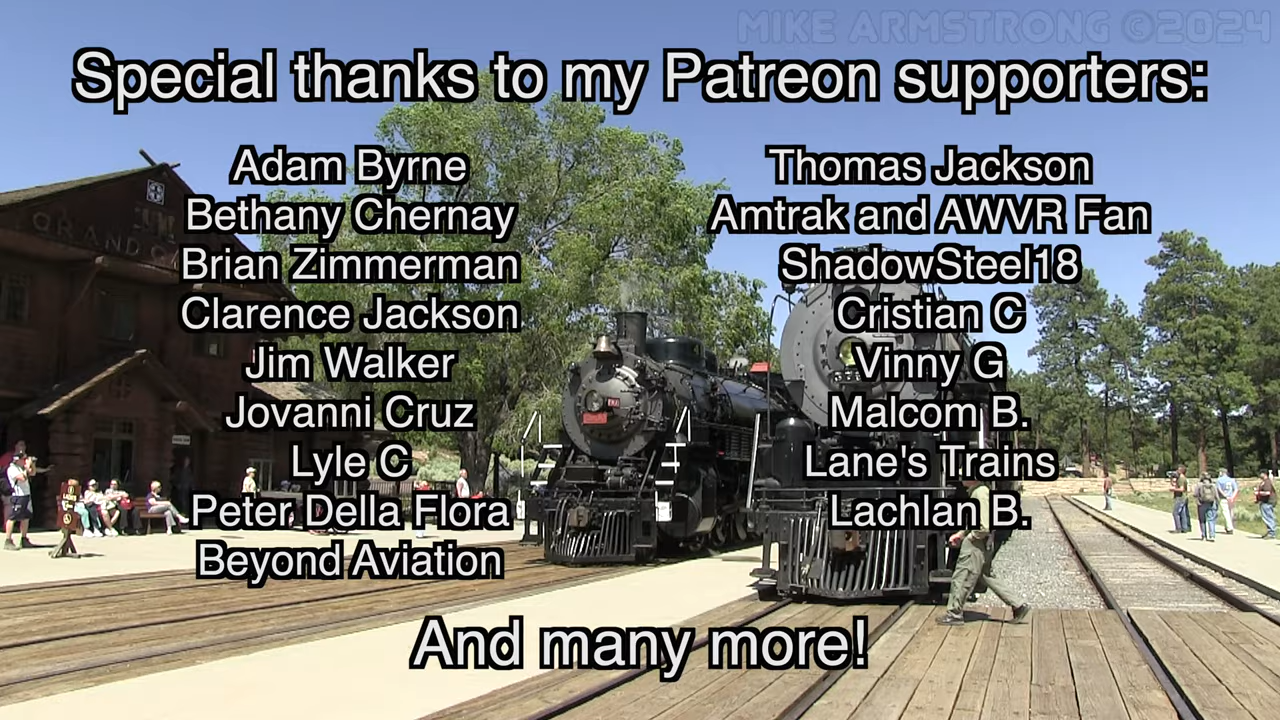 MIKE ARMSTRONG ©2024
Special thanks to my Patreon supporters:
Adam Byrne
Bethany Chernay
Brian Zimmerman
Clarence Jackson
Jim Walker
Jovanni Cruz
Lyle C
Peter Della Flora
Beyond Aviation
Thomas Jackson
Amtrak and AWVR Fan
ShadowSteel18
Cristian C
Vinny G
Malcom B.
Lane's Trains
Lachlan B.
And many more!
GRAND